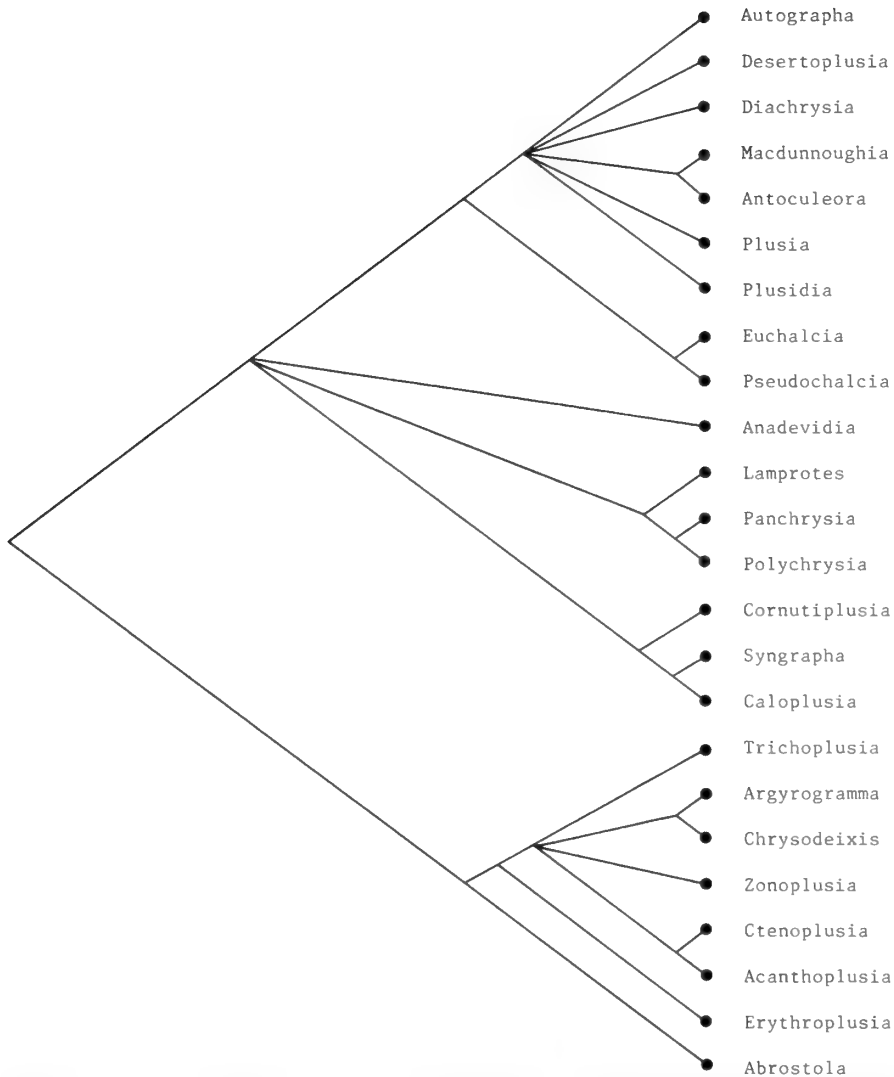 Autographa
Desertoplusia
Diachrysia
Macdunnoughia
Antoculeora
Plusia
Plusidia
Euchalcia
Pseudochalcia
Anadevidia
Lamprotes
Panchrysia
Polychrysia
Cornutiplusia
Syngrapha
Caloplusia
Trichoplusia
Argyrogramma
Chrysodeixis
Zonoplusia
Ctenoplusia
Acanthoplusia
Erythroplusia
Abrostola